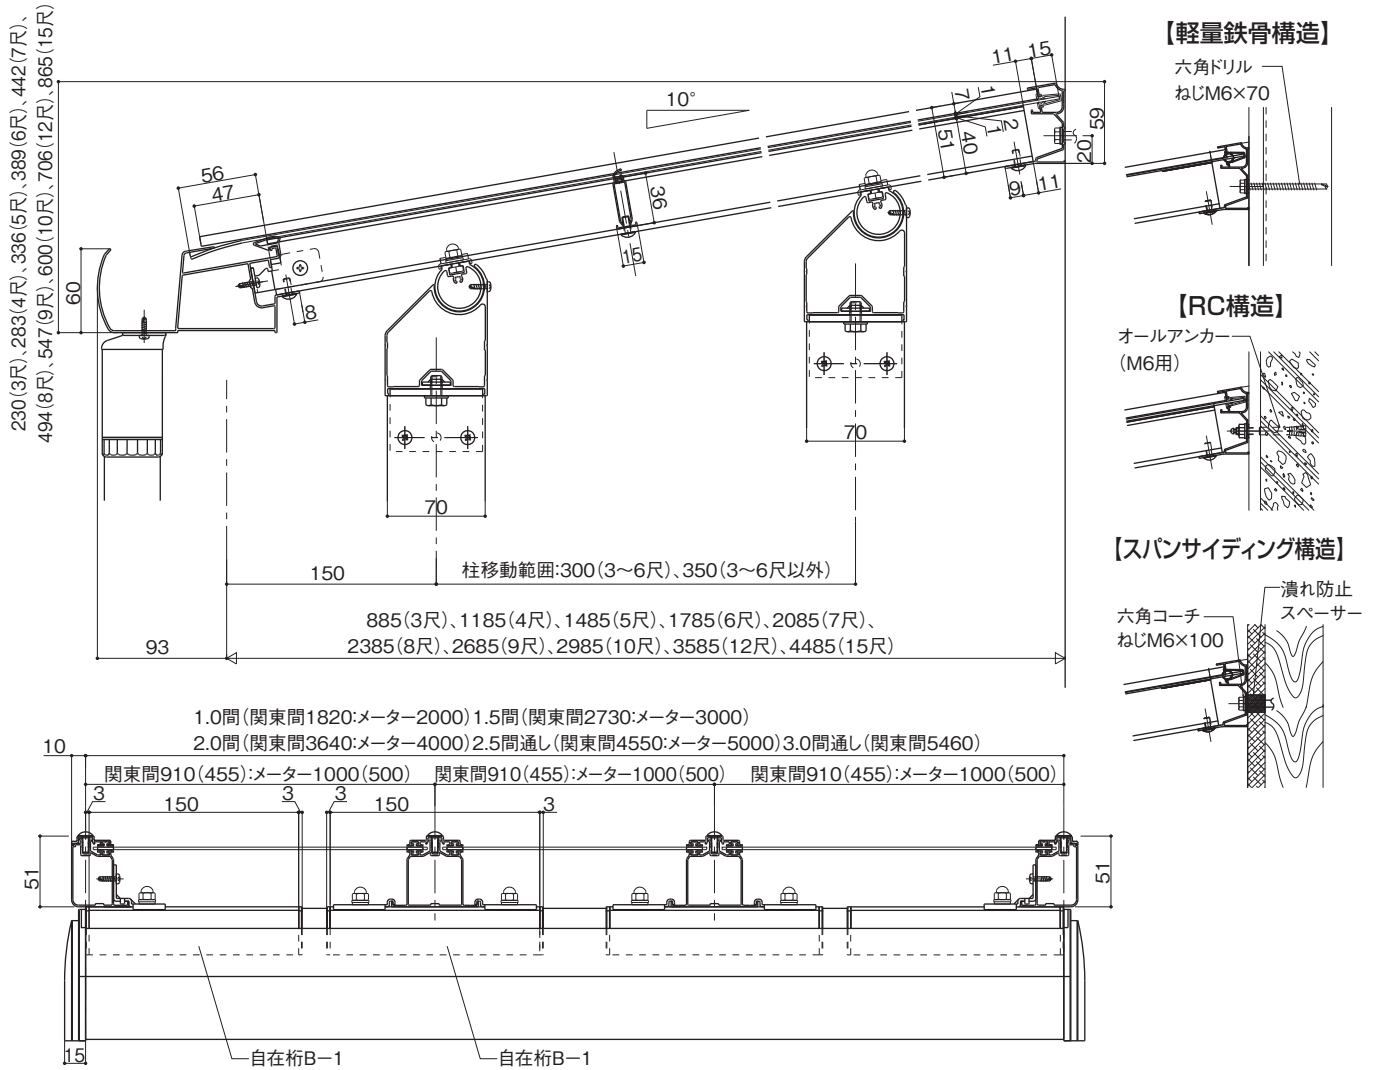 230(3尺)、283(4尺)、336(5尺)、389(6尺)、442(7尺)、
494(8尺)、547(9尺)、600(10尺)、706(12尺)、865(15尺)
10°
11
15
7
1
2
1
51
40
59
20
9
11
56
47
60
8
36
15
70
70
150
柱移動範囲:300(3〜6尺)、350(3〜6尺以外)
885(3尺)、1185(4尺)、1485(5尺)、1785(6尺)、2085(7尺)、
2385(8尺)、2685(9尺)、2985(10尺)、3585(12尺)、4485(15尺)
93
【軽量鉄骨構造】
六角ドリル
ねじM6×70
【RC構造】
オールアンカー
(M6用)
【スパンサイディング構造】
潰れ防止
スペーサー
六角コーチ
ねじM6×100
1.0間(関東間1820:メーター2000)1.5間(関東間2730:メーター3000)
2.0間(関東間3640:メーター4000)2.5間通し(関東間4550:メーター5000)3.0間通し(関東間5460)
10
関東間910(455):メーター1000(500)
関東間910(455):メーター1000(500)
関東間910(455):メーター1000(500)
3
150
3
3
150
3
51
51
15
自在桁B−1
自在桁B−1